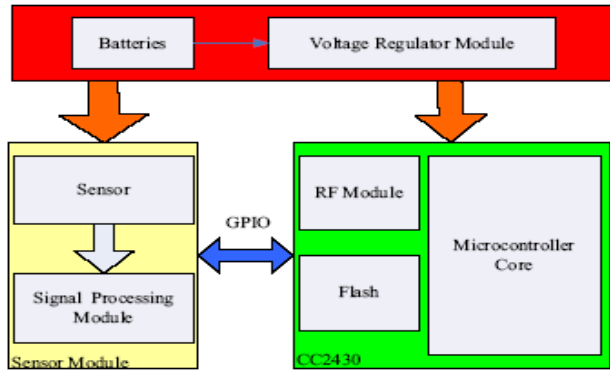 Batteries
Voltage Regulator Module
Sensor
GPIO
RF Module
Microcontroller
Core
Signal Processing
Module
Flash
Sensor Module
CC2430